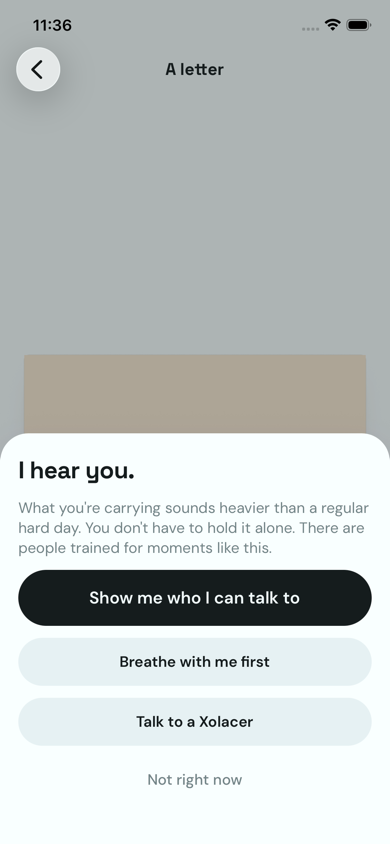 11:36
A letter
I hear you.
What you're carrying sounds heavier than a regular
hard day. You don't have to hold it alone. There are
people trained for moments like this.
Show me who I can talk to
Breathe with me first
Talk to a Xolacer
Not right now